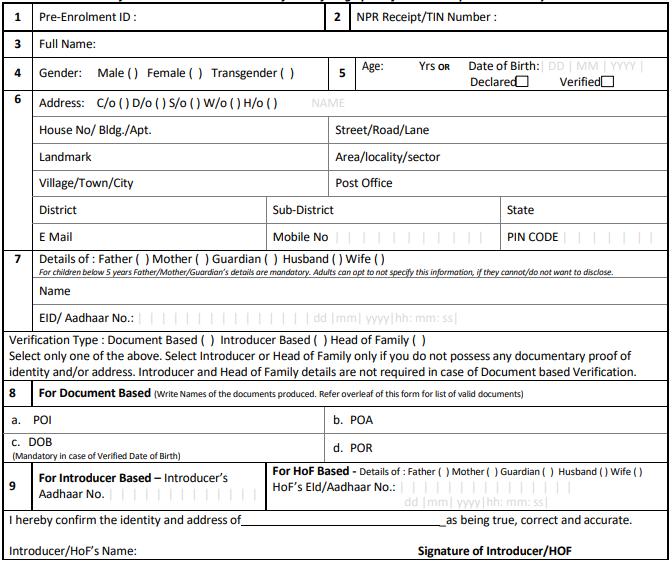 1 Pre-Enrolment ID : 2 NPR Receipt/TIN Number :
3 Full Name:
4 Gender: Male ( ) Female ( ) Transgender ( ) 5 Age: Yrs OR Date of Birth: DD | MM | YYYY |
Declared Verified
6 Address: C/o ( ) D/o ( ) S/o ( ) W/o ( ) H/o ( ) NAME
House No/ Bldg./Apt. Street/Road/Lane
Landmark Area/locality/sector
Village/Town/City Post Office
District Sub-District State
E Mail Mobile No PIN CODE
7 Details of : Father ( ) Mother ( ) Guardian ( ) Husband ( ) Wife ( )
For children below 5 years Father/Mother/Guardian's details are mandatory. Adults can opt to not specify this information, if they cannot/do not want to disclose.
Name
EID/ Aadhaar No.: dd |mm| yyyy|hh: mm: ss|
Verification Type : Document Based ( ) Introducer Based ( ) Head of Family ( )
Select only one of the above. Select Introducer or Head of Family only if you do not possess any documentary proof of
identity and/or address. Introducer and Head of Family details are not required in case of Document based Verification.
8 For Document Based (Write Names of the documents produced. Refer overleaf of this form for list of valid documents)
a. POI b. POA
c. DOB d. POR
(Mandatory in case of Verified Date of Birth)
9 For Introducer Based – Introducer's
Aadhaar No.
For HoF Based - Details of : Father ( ) Mother ( ) Guardian ( ) Husband ( ) Wife ( )
HoF's EId/Aadhaar No.:
dd |mm| yyyy|hh: mm: ss|
I hereby confirm the identity and address of_______________________________as being true, correct and accurate.
Introducer/HoF's Name: Signature of Introducer/HOF